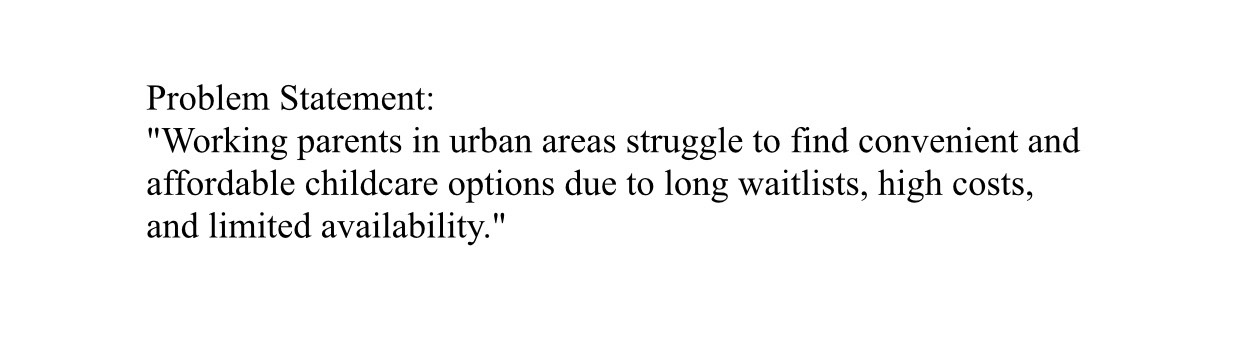 Problem Statement:
"Working parents in urban areas struggle to find convenient and
affordable childcare options due to long waitlists, high costs,
and limited availability."